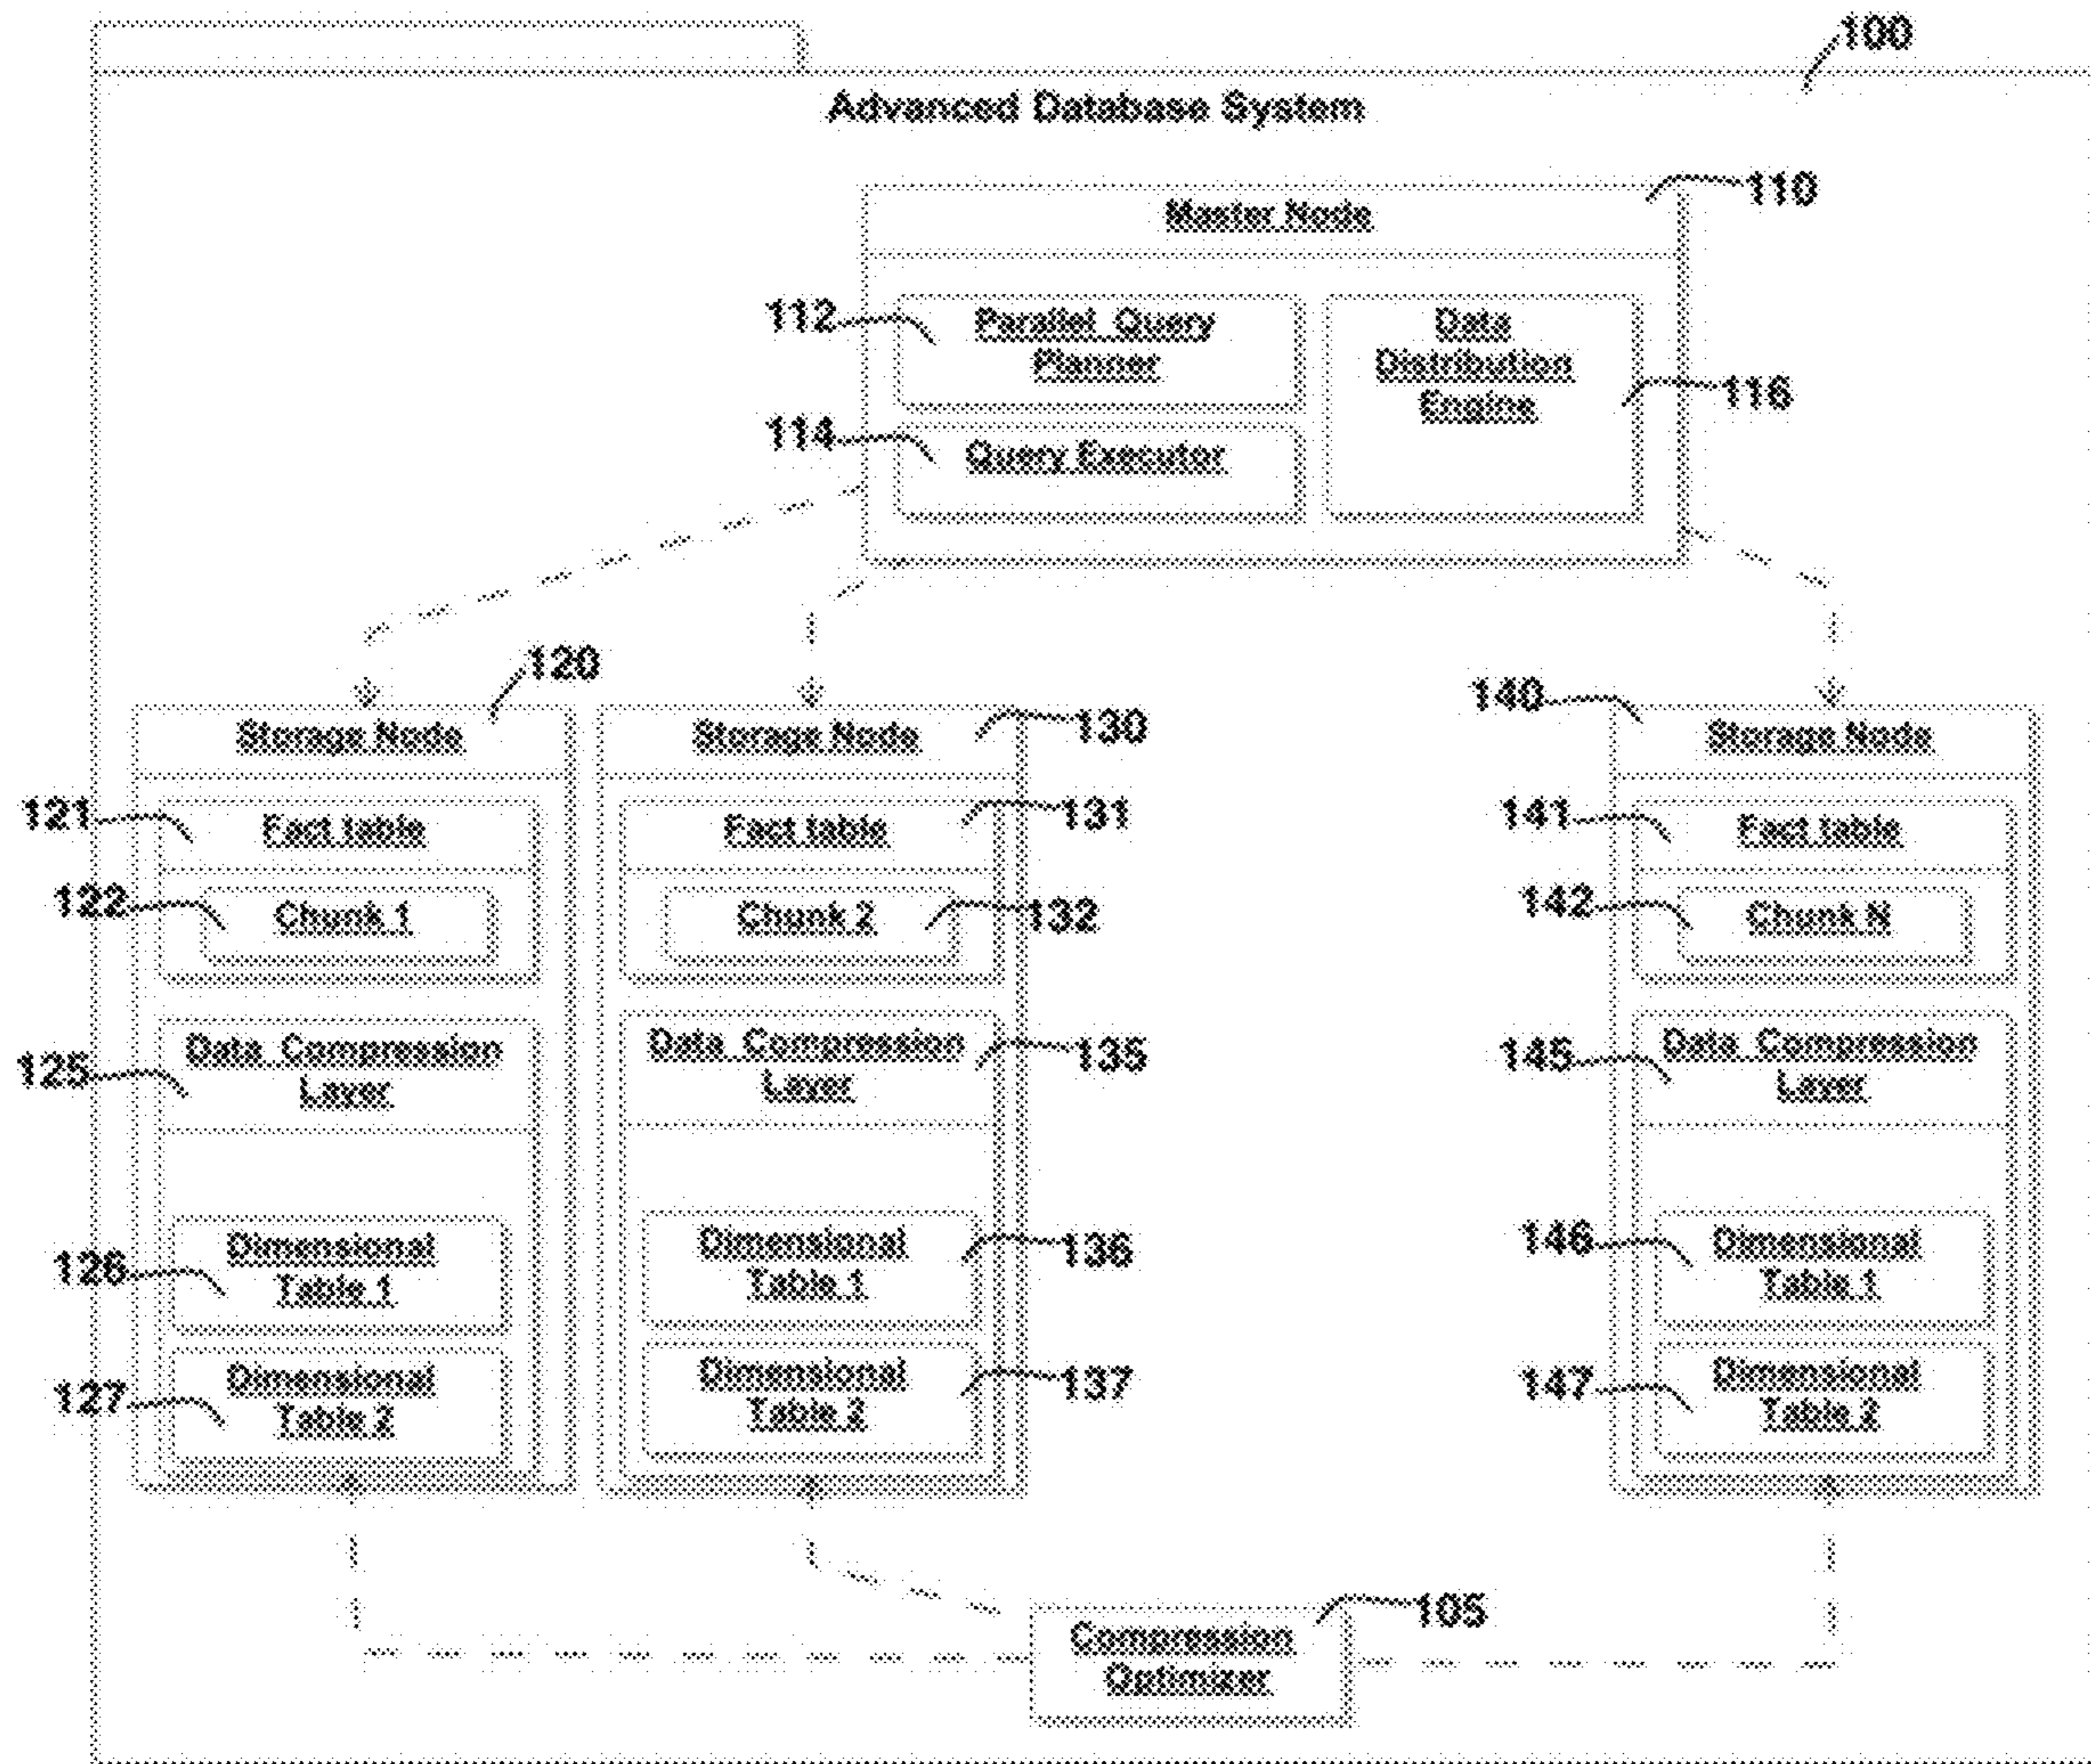 100
Advanced Database System
110
Master Node
112
Parallel Query
Planner
Data
Distribution
Engine
116
114
Query Executor
120
Storage Node
130
Storage Node
140
Storage Node
121
Fact table
131
Fact table
141
Fact table
122
Chunk 1
132
Chunk 2
142
Chunk N
125
Data Compression
Layer
135
Data Compression
Layer
145
Data Compression
Layer
126
Dimensional
Table 1
136
Dimensional
Table 1
146
Dimensional
Table 1
127
Dimensional
Table 2
137
Dimensional
Table 2
147
Dimensional
Table 2
105
Compression
Optimizer